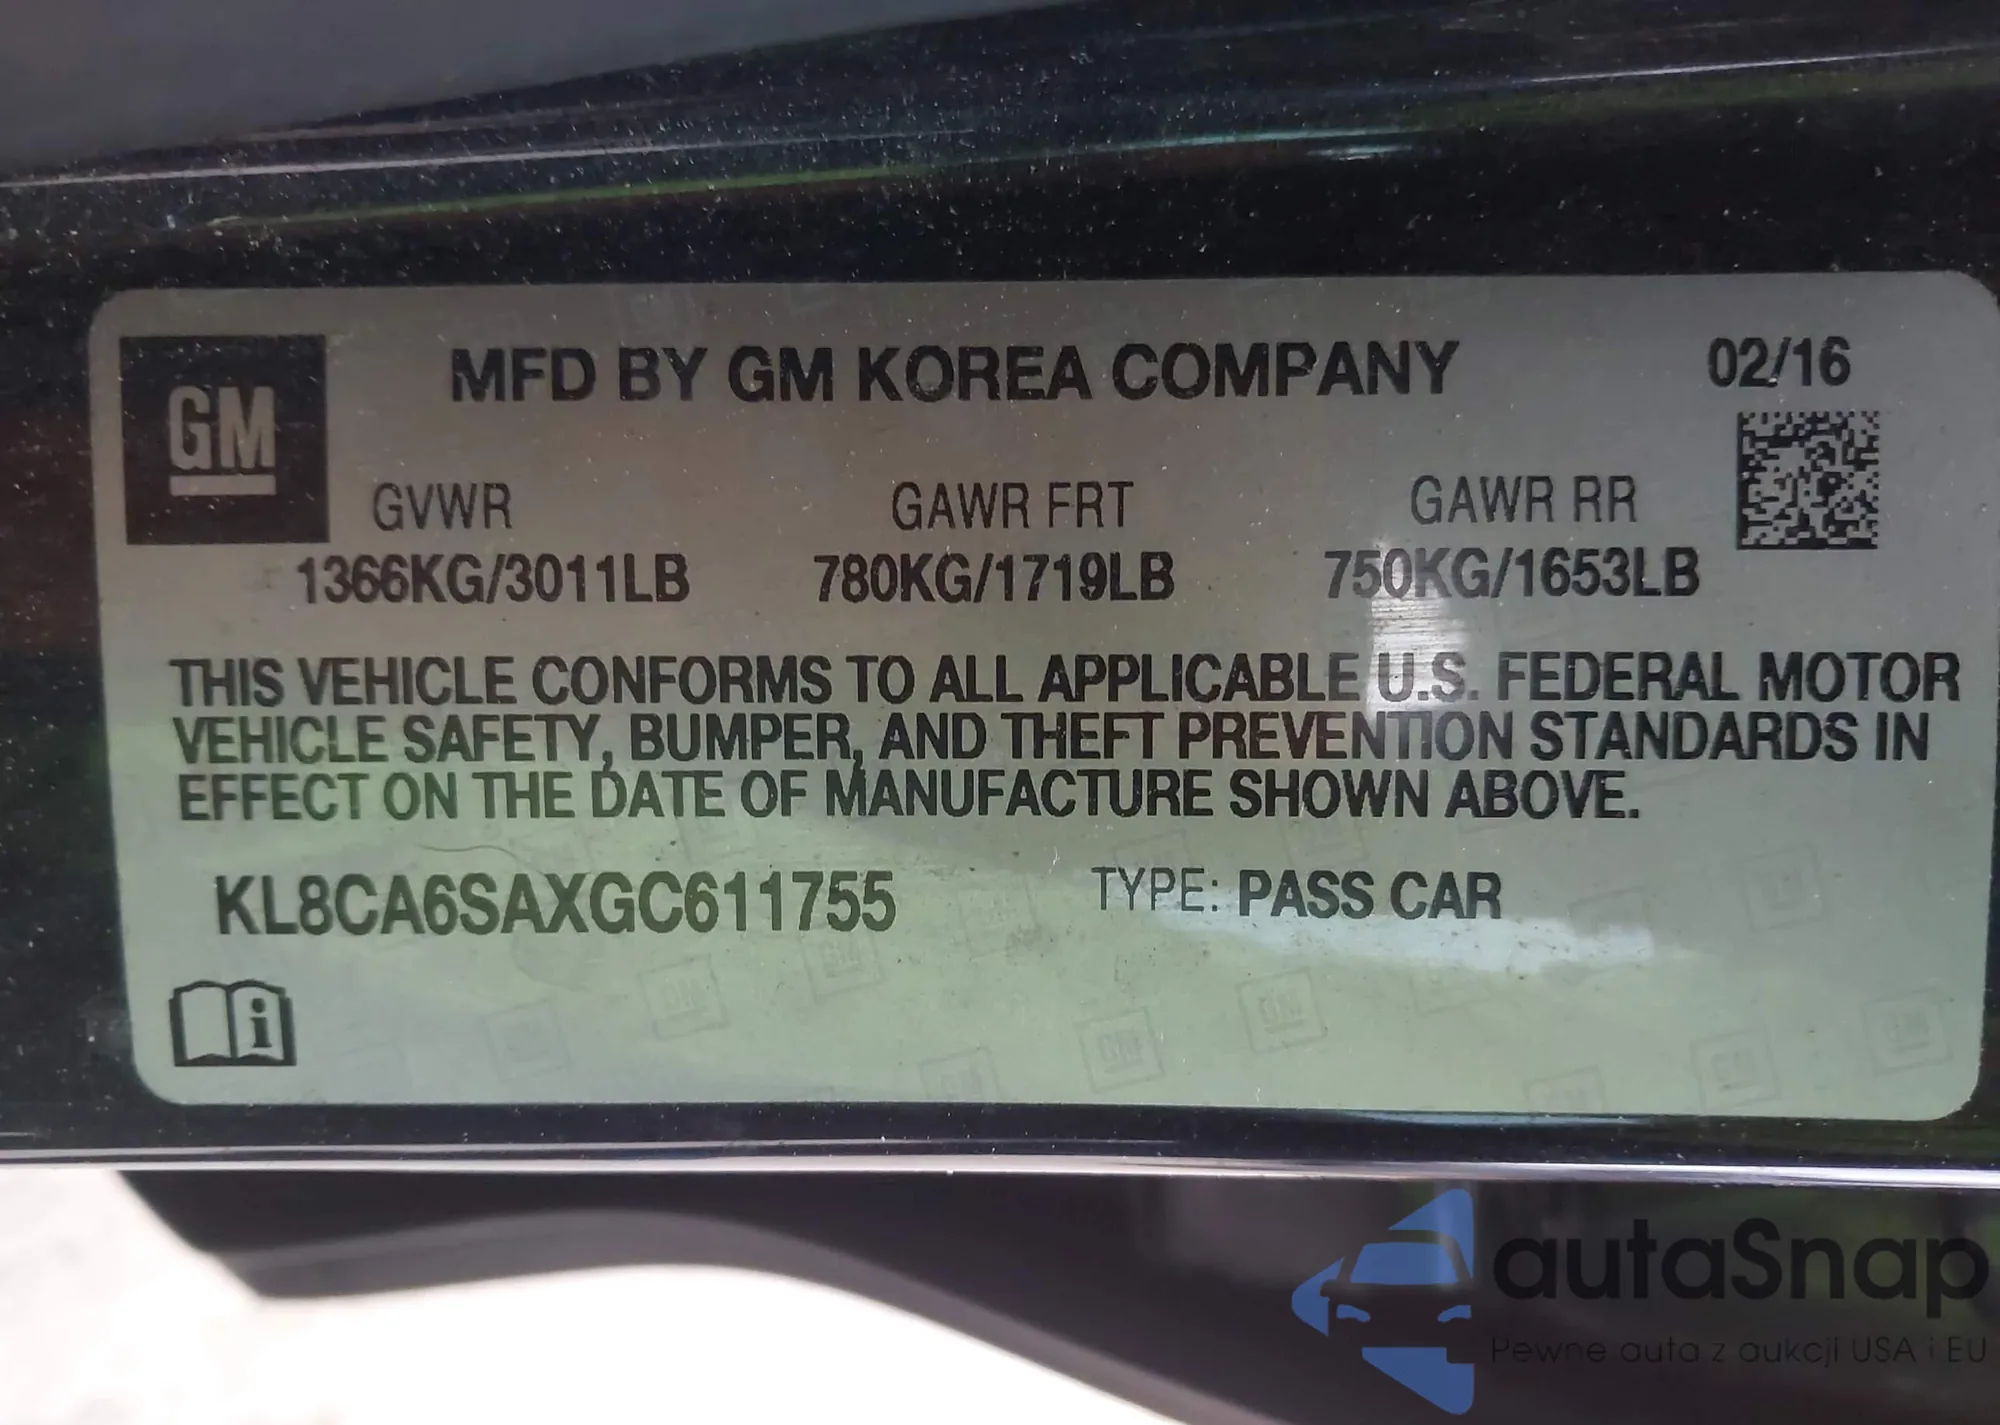 GM
MFD BY GM KOREA COMPANY
02/16
GVWR
GAWR FRT
GAWR RR
1366KG/3011LB
780KG/1719LB
750KG/1653LB
THIS VEHICLE CONFORMS TO ALL APPLICABLE U.S. FEDERAL MOTOR
VEHICLE SAFETY, BUMPER, AND THEFT PREVENTION STANDARDS IN
EFFECT ON THE DATE OF MANUFACTURE SHOWN ABOVE.
KL8CA6SAXGC611755
TYPE: PASS CAR
i
autaSnap
Pewne auta z aukcji USA i EU